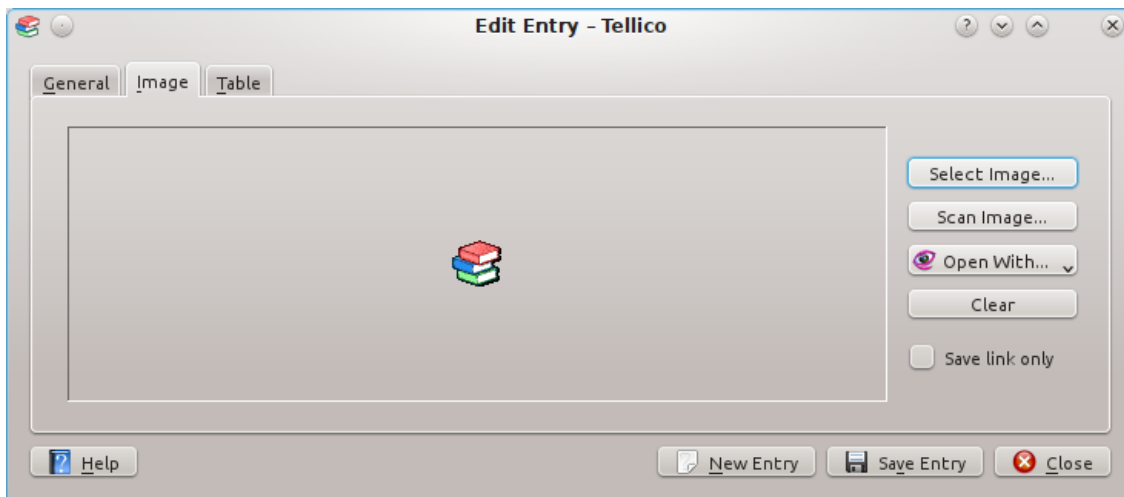 Edit Entry – Tellico
General Image Table
Select Image...
Scan Image...
Open With...
Clear
Save link only
Help New Entry Save Entry Close